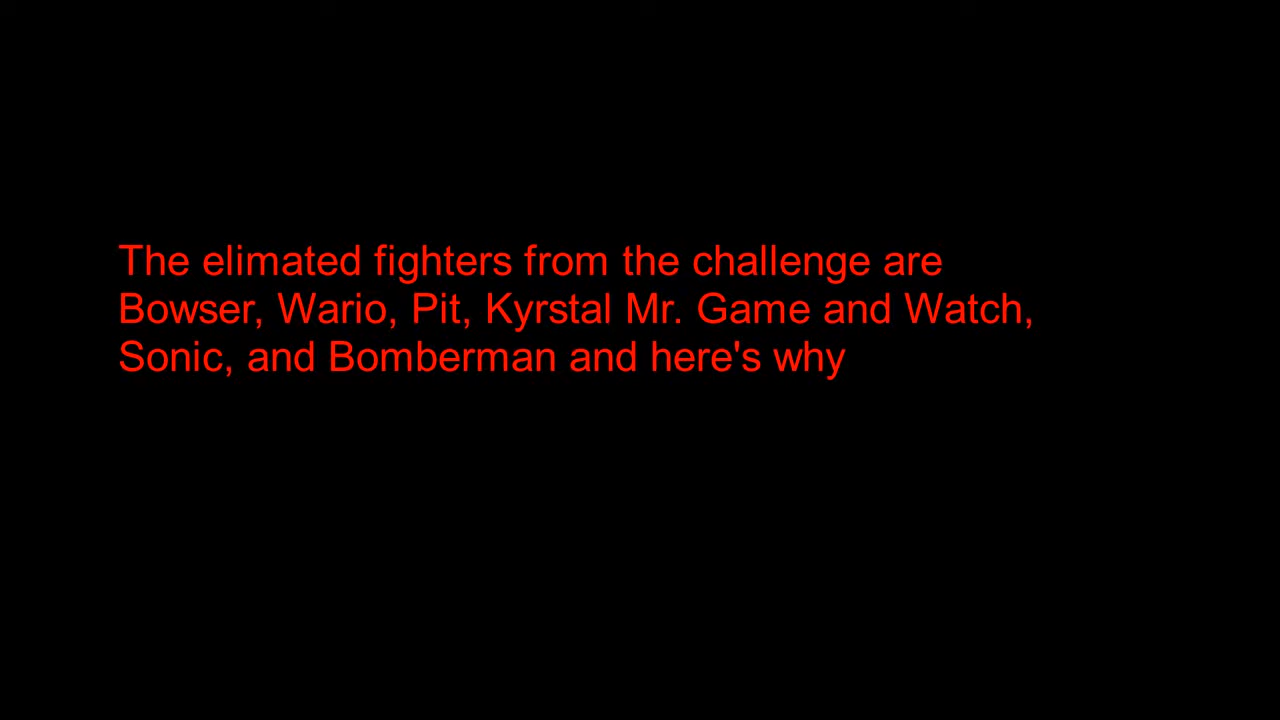 The elimated fighters from the challenge are
Bowser, Wario, Pit, Kyrstal Mr. Game and Watch,
Sonic, and Bomberman and here's why